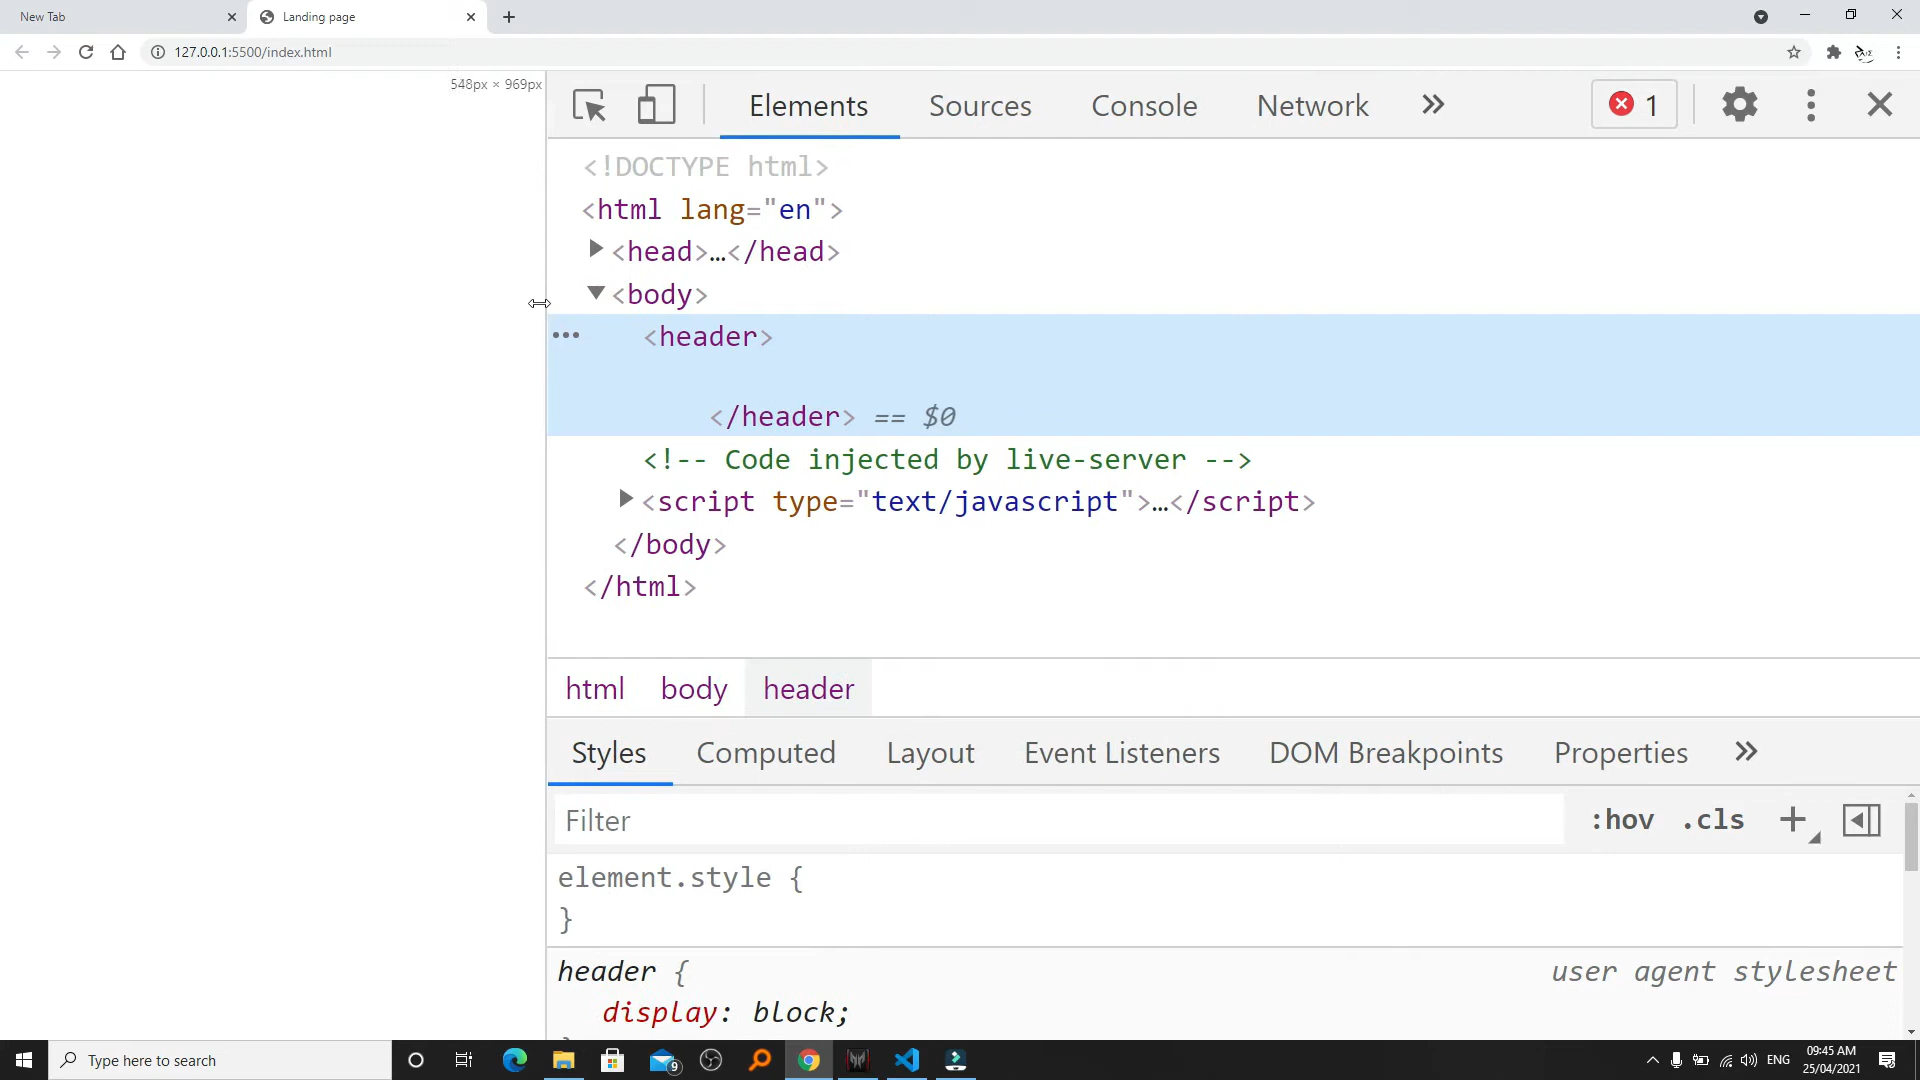 New Tab
Landing page
127.0.0.1:5500/index.html
548px × 969px
Elements Sources Console Network 1
<!DOCTYPE html>
<html lang="en">
<head>…</head>
<body>
<header>
</header> == $0
<!-- Code injected by live-server -->
<script type="text/javascript">…</script>
</body>
</html>
html body header
Styles Computed Layout Event Listeners DOM Breakpoints Properties
Filter :hov .cls
element.style {
}
header { user agent stylesheet
display: block;
Type here to search
9
ENG
09:45 AM
25/04/2021